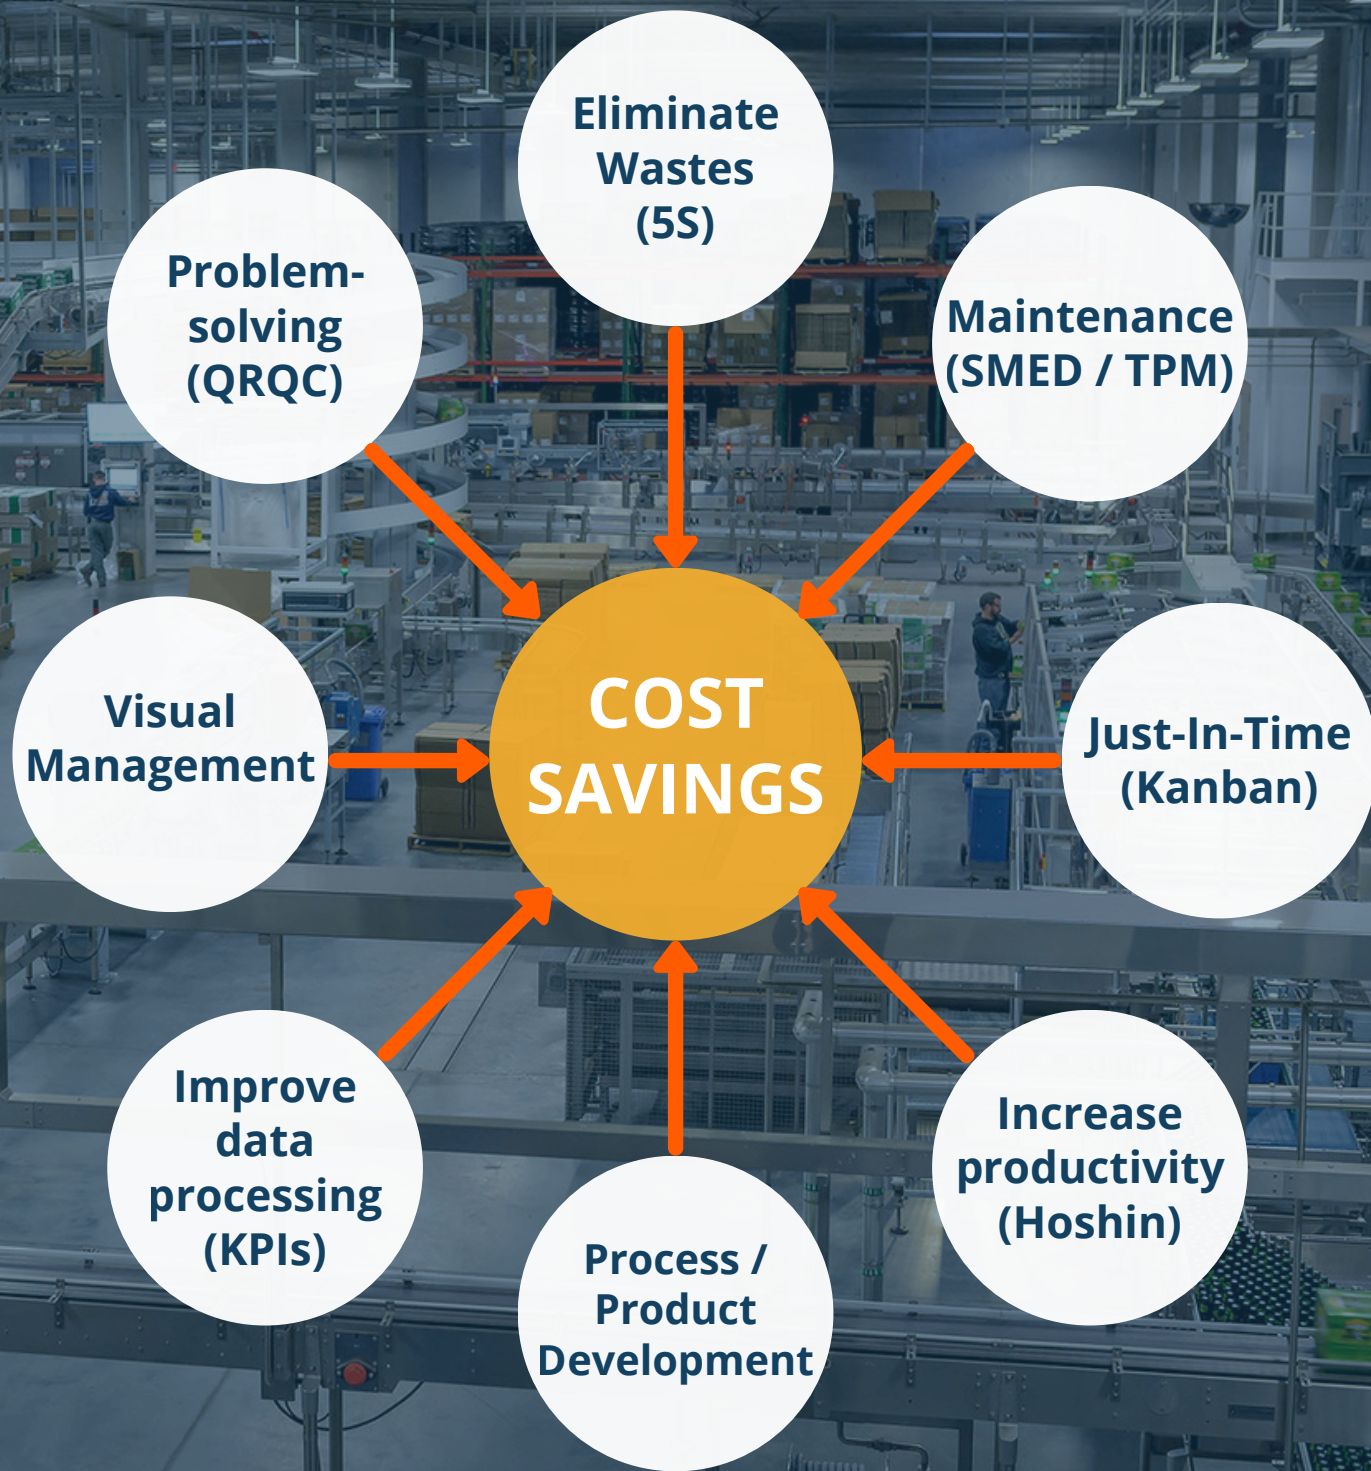 Eliminate
Wastes
(5S)
Problem-
solving
(QRQC)
Maintenance
(SMED / TPM)
COST
SAVINGS
Visual
Management
Just-In-Time
(Kanban)
Improve
data
processing
(KPIs)
Increase
productivity
(Hoshin)
Process /
Product
Development